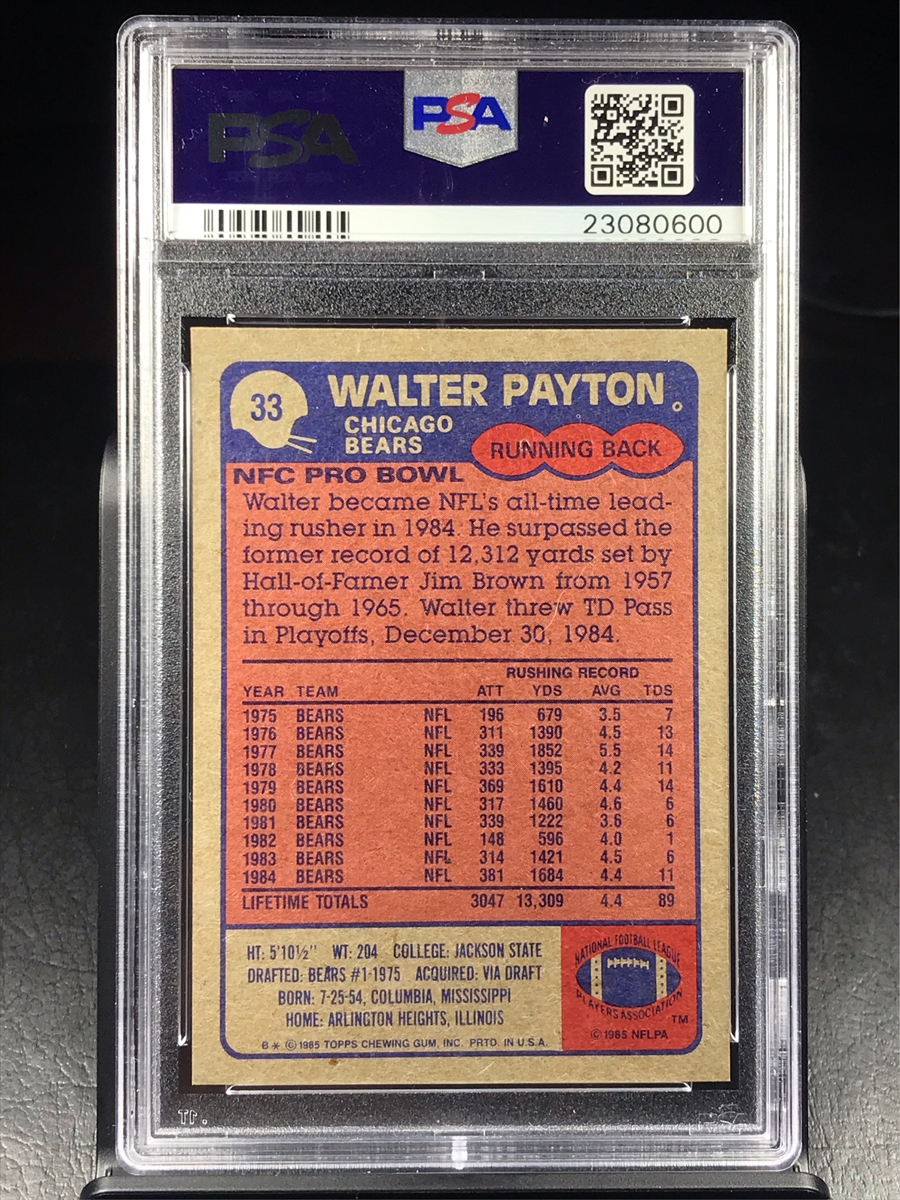 PSA
PSA
23080600
33
WALTER PAYTON
CHICAGO
BEARS
RUNNING BACK
NFC PRO BOWL
Walter became NFL's all-time lead-
ing rusher in 1984. He surpassed the
former record of 12,312 yards set by
Hall-of-Famer Jim Brown from 1957
through 1965. Walter threw TD Pass
in Playoffs, December 30, 1984.
RUSHING RECORD
YEAR TEAM ATT YDS AVG TDS
1975 BEARS NFL 196 679 3.5 7
1976 BEARS NFL 311 1390 4.5 13
1977 BEARS NFL 339 1852 5.5 14
1978 BEARS NFL 333 1395 4.2 11
1979 BEARS NFL 369 1610 4.4 14
1980 BEARS NFL 317 1460 4.6 6
1981 BEARS NFL 339 1222 3.6 6
1982 BEARS NFL 148 596 4.0 1
1983 BEARS NFL 314 1421 4.5 6
1984 BEARS NFL 381 1684 4.4 11
LIFETIME TOTALS 3047 13,309 4.4 89
HT: 5'10½" WT: 204 COLLEGE: JACKSON STATE
DRAFTED: BEARS #1-1975 ACQUIRED: VIA DRAFT
BORN: 7-25-54, COLUMBIA, MISSISSIPPI
HOME: ARLINGTON HEIGHTS, ILLINOIS
B * © 1985 TOPPS CHEWING GUM, INC. PRTD. IN U.S.A.
NATIONAL FOOTBALL LEAGUE
PLAYERS ASSOCIATION
TM
© 1985 NFLPA